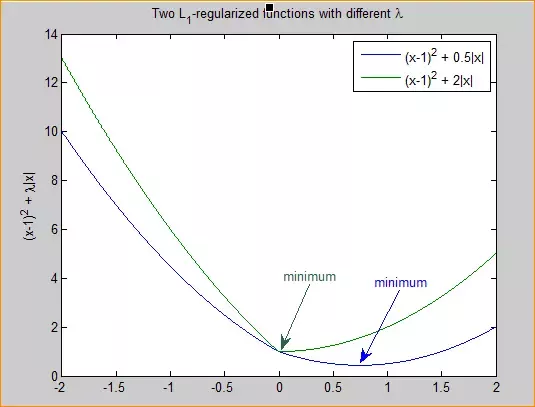 Two L1-regularized functions with different λ
(x-1)2 + 0.5|x|
(x-1)2 + 2|x|
(x-1)2 + λ|x|
14
12
10
8
6
4
2
0
minimum
minimum
-2 -1.5 -1 -0.5 0 0.5 1 1.5 2